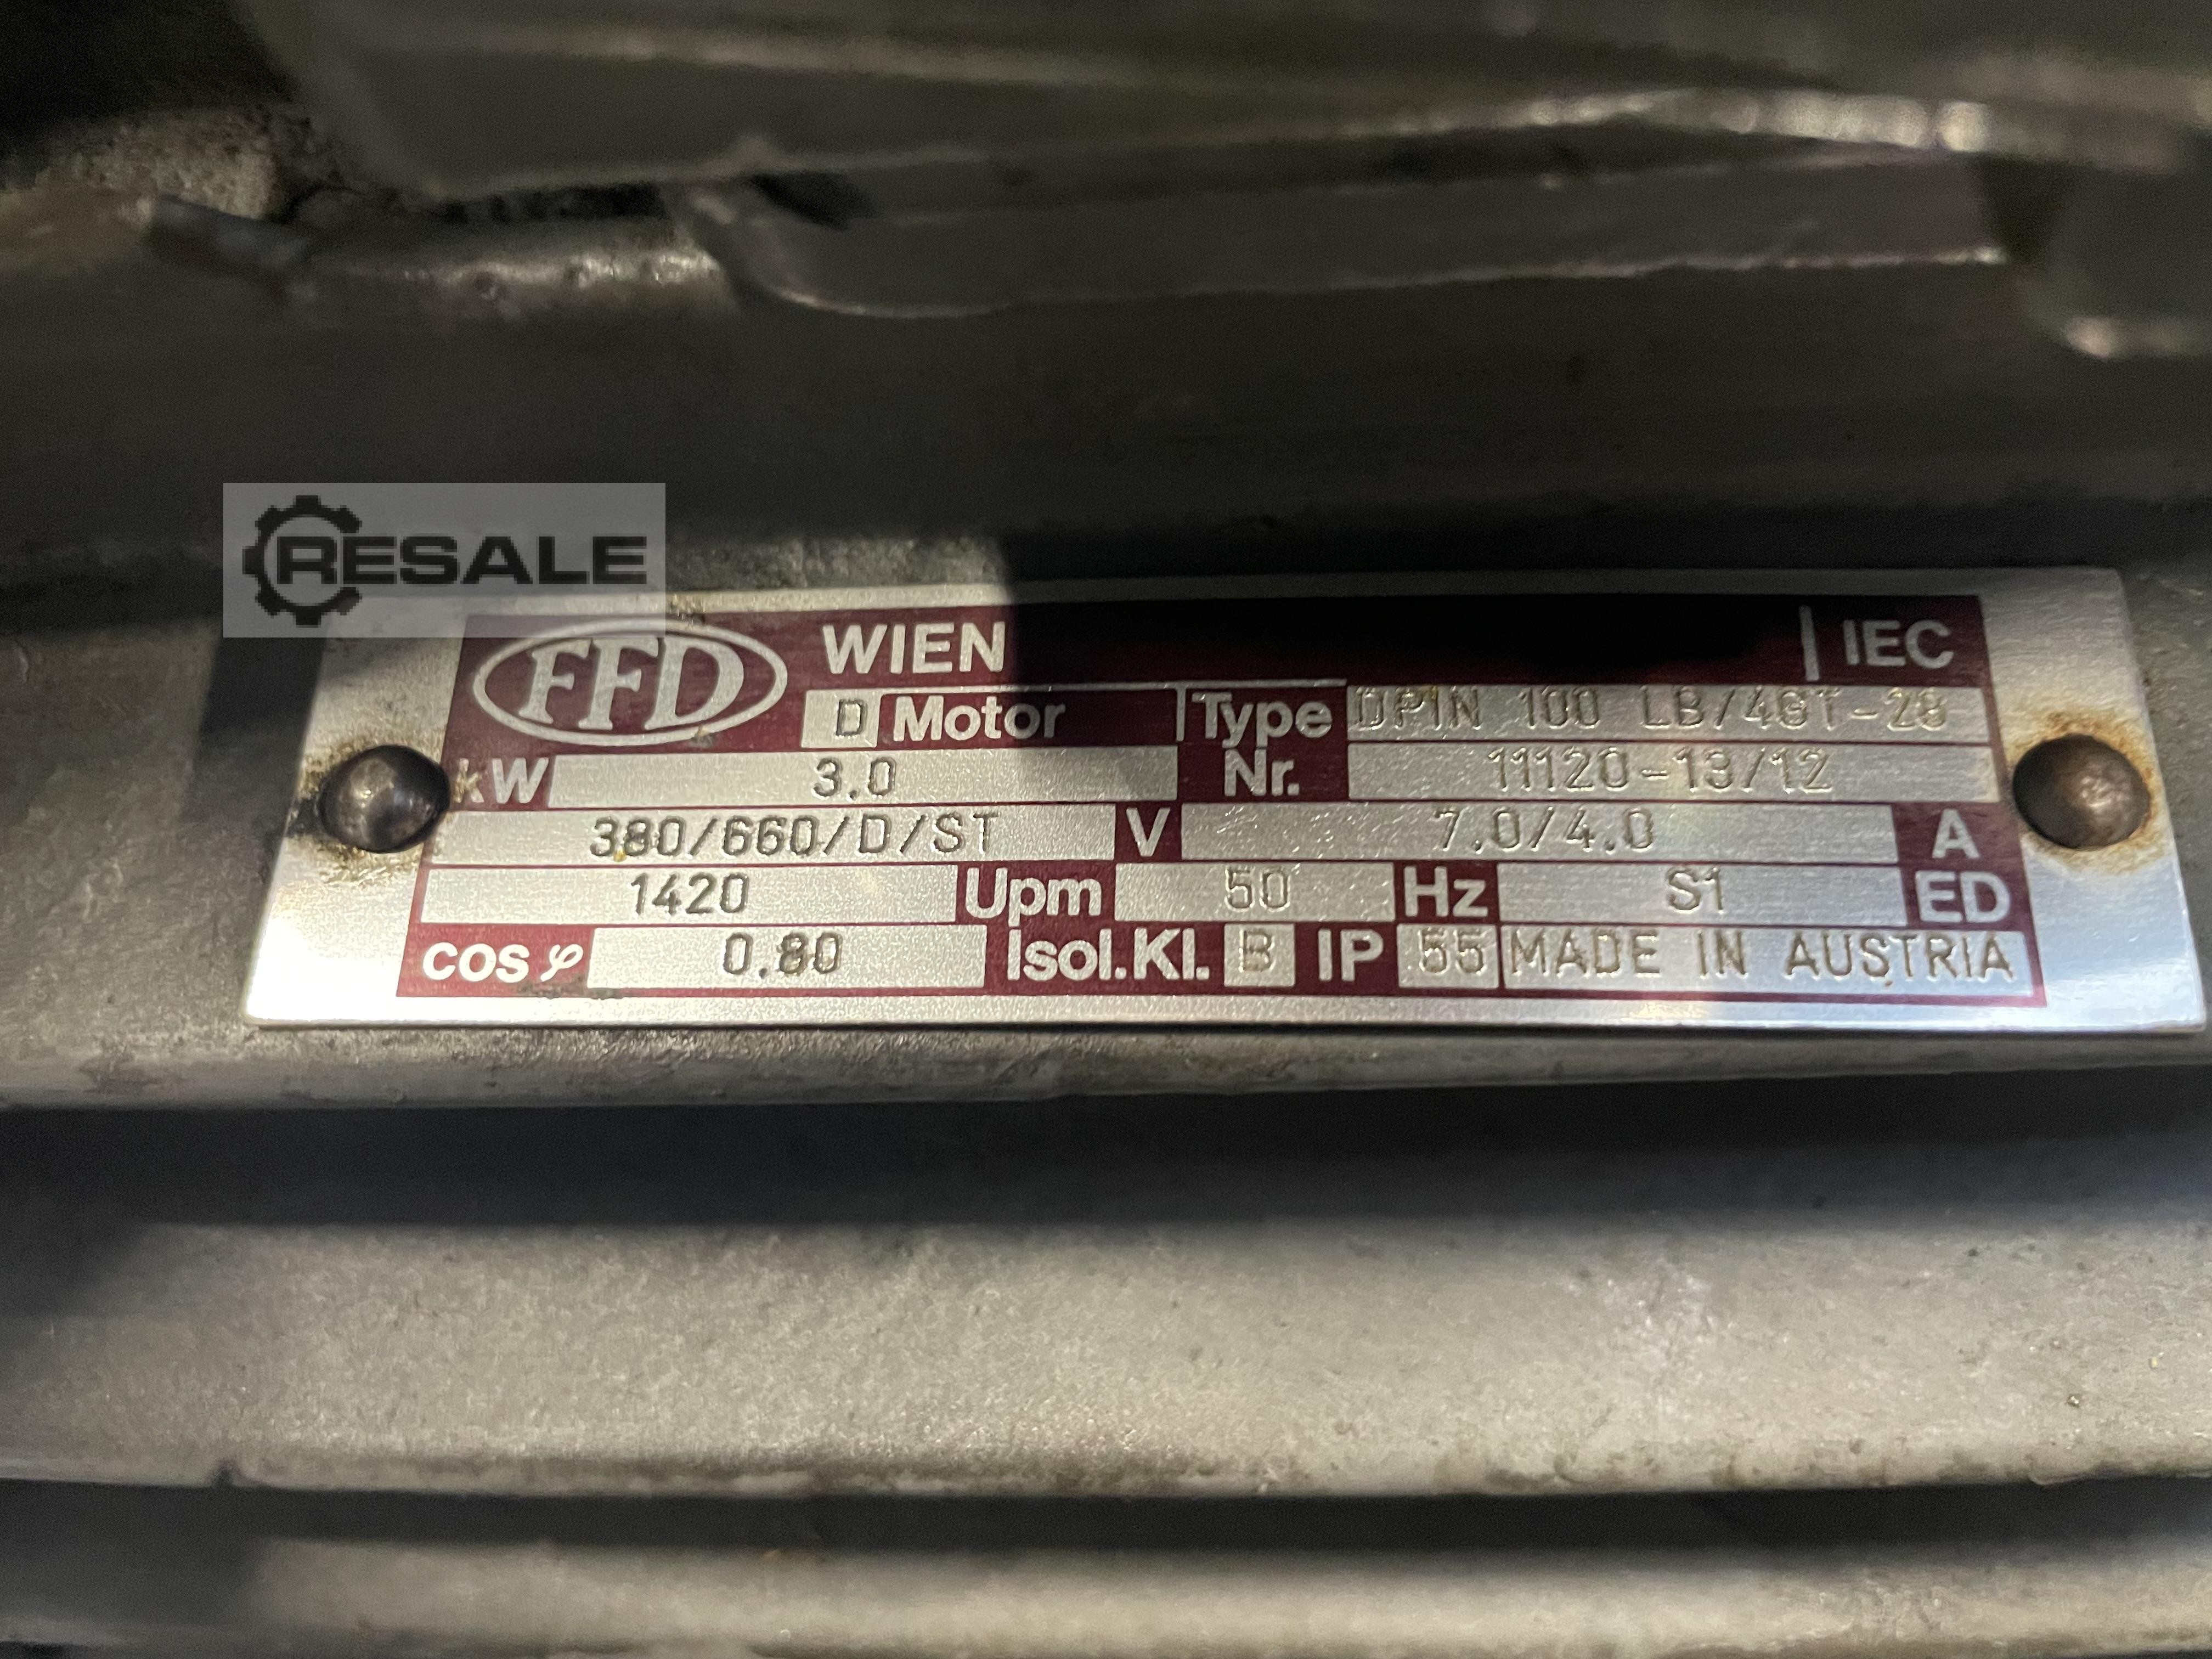 RESALE
FFD WIEN IEC
D Motor Type DPIN 100 LB/4GT-28
kW 3.0 Nr. 11120-13/12
380/660/D/ST V 7.0/4.0 A
1420 Upm 50 Hz S1 ED
cos φ 0.80 Isol.Kl. B IP 55 MADE IN AUSTRIA